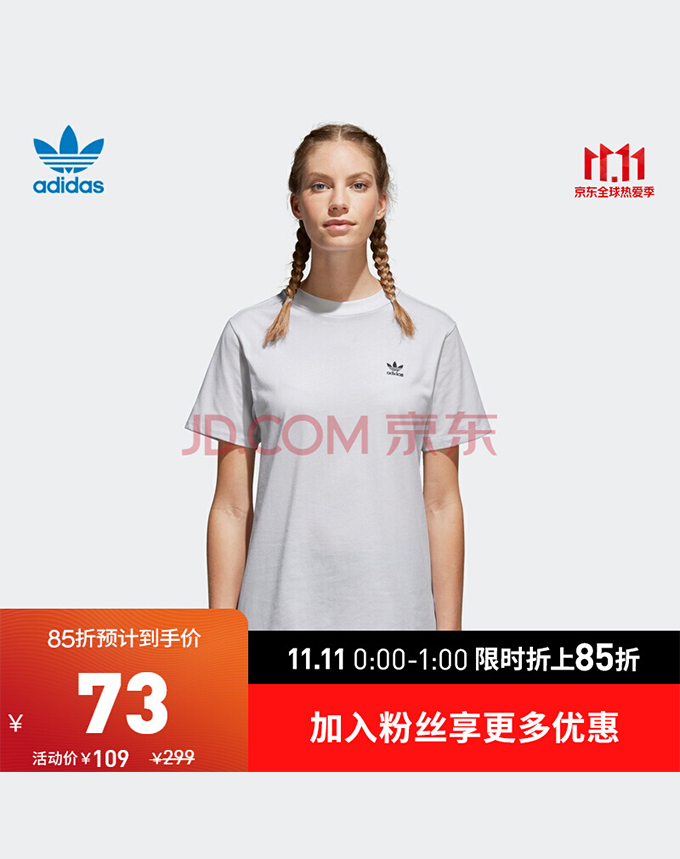 adidas
11.11
京东全球热爱季
adidas
JD.COM 京东
85折预计到手价
¥ 73
活动价¥109 ¥299
11.11 0:00-1:00 限时折上85折
加入粉丝享更多优惠